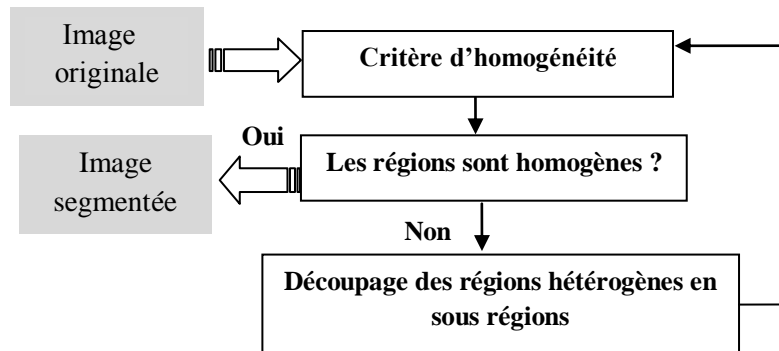 Image
originale
Critère d'homogénéité
Oui
Les régions sont homogènes ?
Image
segmentée
Non
Découpage des régions hétérogènes en
sous régions